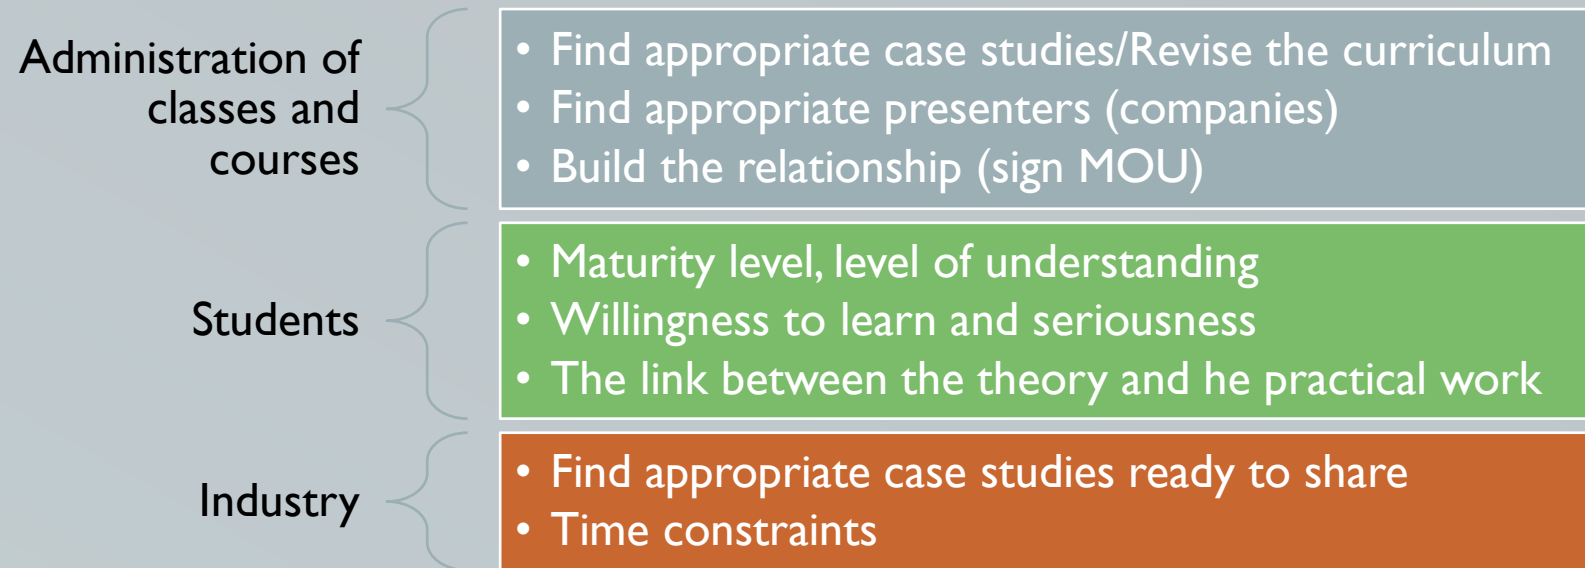 Administration of
classes and
courses
• Find appropriate case studies/Revise the curriculum
• Find appropriate presenters (companies)
• Build the relationship (sign MOU)
Students
• Maturity level, level of understanding
• Willingness to learn and seriousness
• The link between the theory and he practical work
Industry
• Find appropriate case studies ready to share
• Time constraints